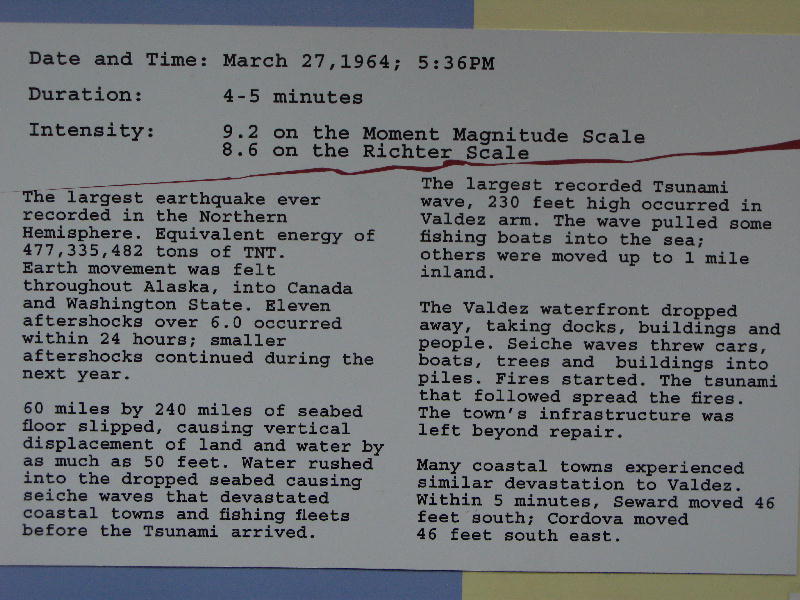 Date and Time: March 27,1964; 5:36PM
Duration: 4-5 minutes
Intensity: 9.2 on the Moment Magnitude Scale
8.6 on the Richter Scale
The largest earthquake ever
recorded in the Northern
Hemisphere. Equivalent energy of
477,335,482 tons of TNT.
Earth movement was felt
throughout Alaska, into Canada
and Washington State. Eleven
aftershocks over 6.0 occurred
within 24 hours; smaller
aftershocks continued during the
next year.
60 miles by 240 miles of seabed
floor slipped, causing vertical
displacement of land and water by
as much as 50 feet. Water rushed
into the dropped seabed causing
seiche waves that devastated
coastal towns and fishing fleets
before the Tsunami arrived.
The largest recorded Tsunami
wave, 230 feet high occurred in
Valdez arm. The wave pulled some
fishing boats into the sea;
others were moved up to 1 mile
inland.
The Valdez waterfront dropped
away, taking docks, buildings and
people. Seiche waves threw cars,
boats, trees and buildings into
piles. Fires started. The tsunami
that followed spread the fires.
The town's infrastructure was
left beyond repair.
Many coastal towns experienced
similar devastation to Valdez.
Within 5 minutes, Seward moved 46
feet south; Cordova moved
46 feet south east.